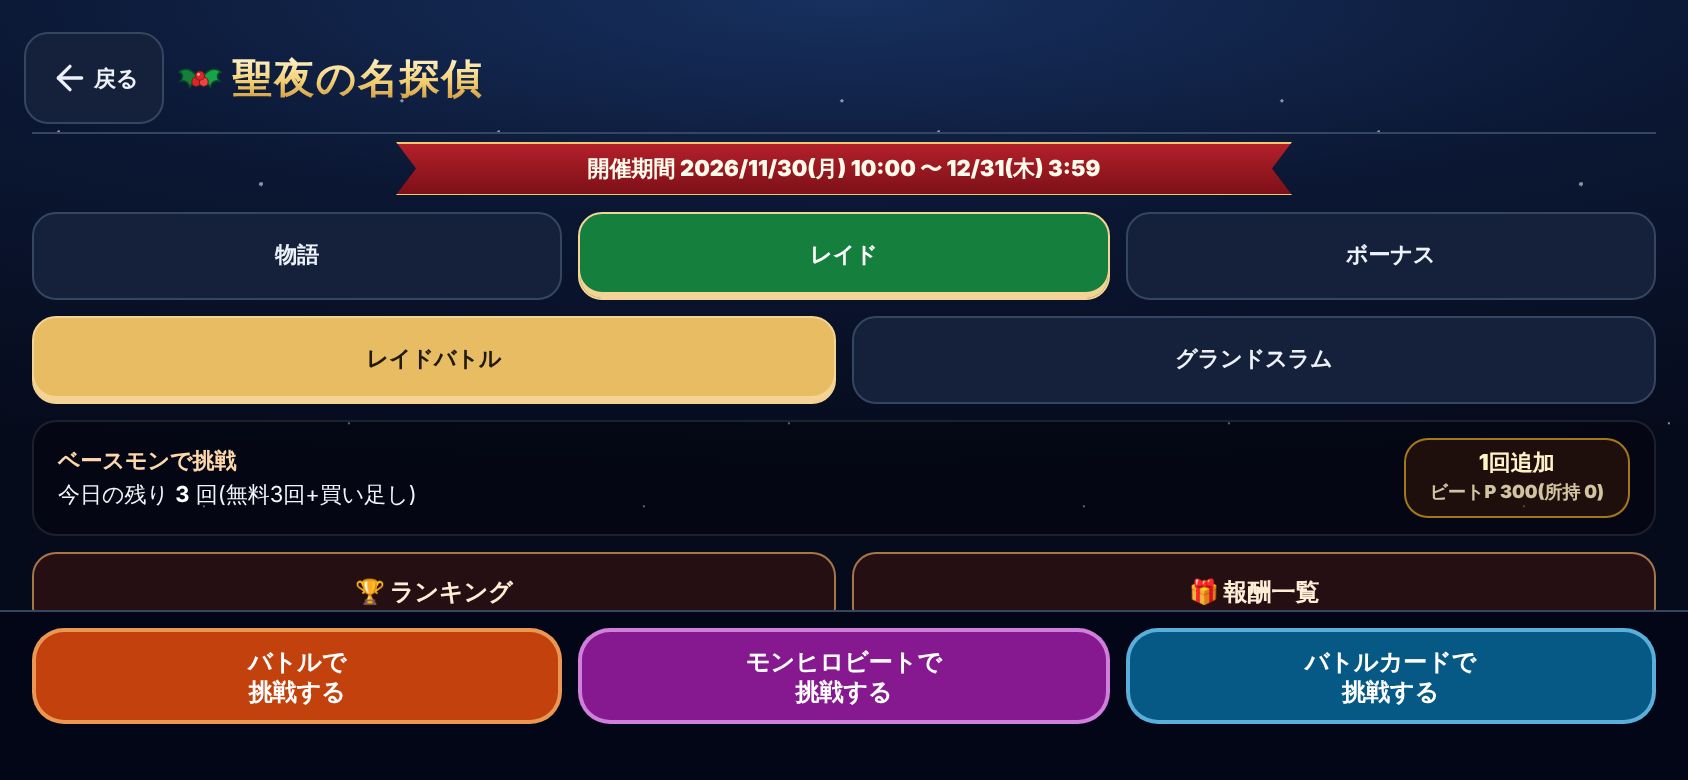 戻る
聖夜の名探偵
開催期間 2026/11/30(月) 10:00 〜 12/31(木) 3:59
物語
レイド
ボーナス
レイドバトル
グランドスラム
ベースモンで挑戦
今日の残り 3 回(無料3回+買い足し)
1回追加
ビートP 300(所持 0)
ランキング
報酬一覧
バトルで
挑戦する
モンヒロビートで
挑戦する
バトルカードで
挑戦する